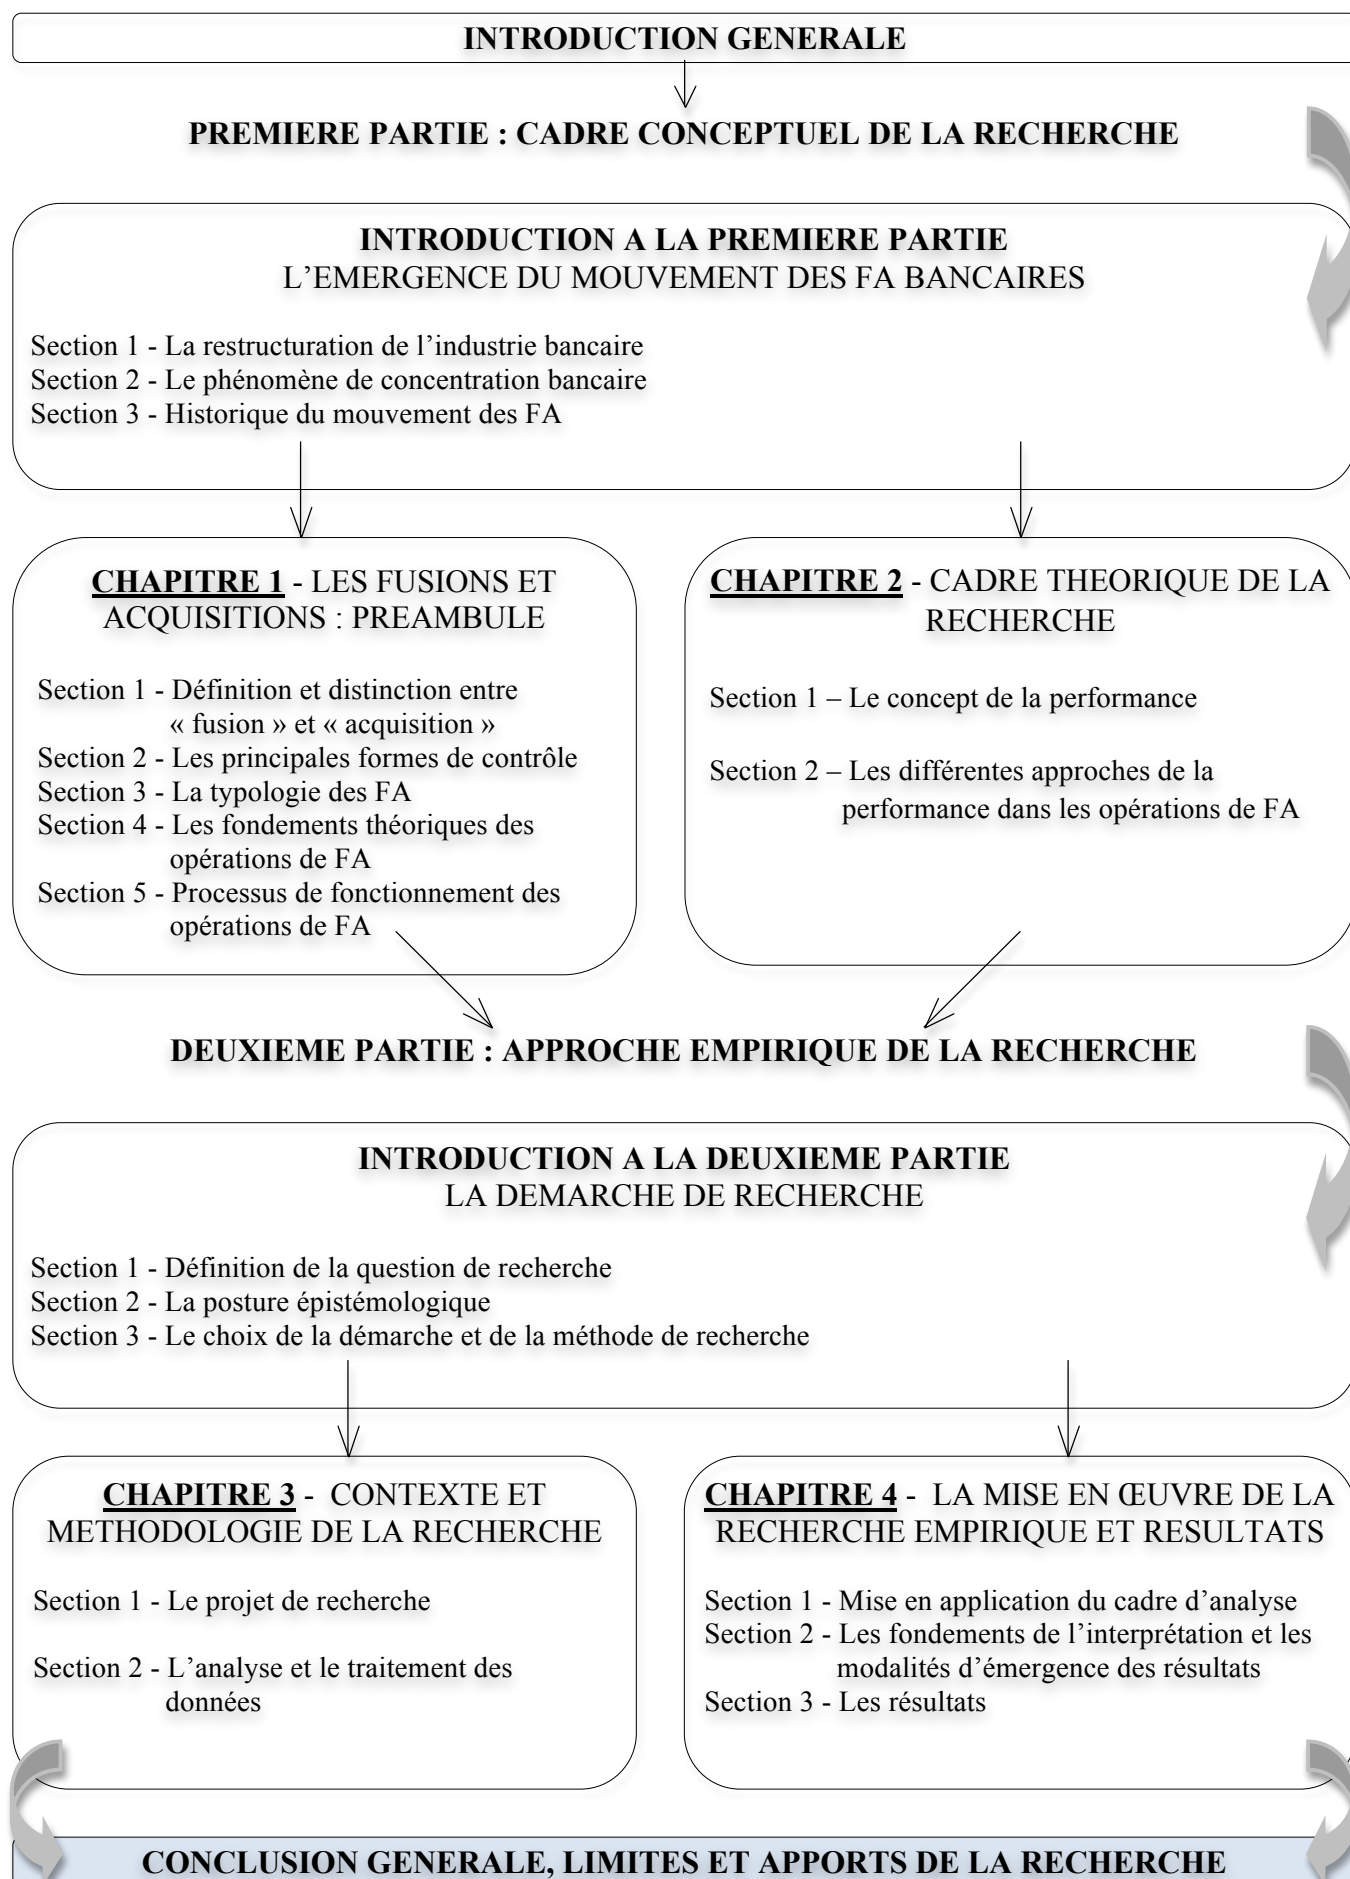 INTRODUCTION GENERALE
PREMIERE PARTIE : CADRE CONCEPTUEL DE LA RECHERCHE
INTRODUCTION A LA PREMIERE PARTIE
L’EMERGENCE DU MOUVEMENT DES FA BANCAIRES
Section 1 - La restructuration de l’industrie bancaire
Section 2 - Le phénomène de concentration bancaire
Section 3 - Historique du mouvement des FA
CHAPITRE 1 - LES FUSIONS ET
ACQUISITIONS : PREAMBULE
Section 1 - Définition et distinction entre
« fusion » et « acquisition »
Section 2 - Les principales formes de contrôle
Section 3 - La typologie des FA
Section 4 - Les fondements théoriques des
opérations de FA
Section 5 - Processus de fonctionnement des
opérations de FA
CHAPITRE 2 - CADRE THEORIQUE DE LA
RECHERCHE
Section 1 – Le concept de la performance
Section 2 – Les différentes approches de la
performance dans les opérations de FA
DEUXIEME PARTIE : APPROCHE EMPIRIQUE DE LA RECHERCHE
INTRODUCTION A LA DEUXIEME PARTIE
LA DEMARCHE DE RECHERCHE
Section 1 - Définition de la question de recherche
Section 2 - La posture épistémologique
Section 3 - Le choix de la démarche et de la méthode de recherche
CHAPITRE 3 - CONTEXTE ET
METHODOLOGIE DE LA RECHERCHE
Section 1 - Le projet de recherche
Section 2 - L’analyse et le traitement des
données
CHAPITRE 4 - LA MISE EN ŒUVRE DE LA
RECHERCHE EMPIRIQUE ET RESULTATS
Section 1 - Mise en application du cadre d’analyse
Section 2 - Les fondements de l’interprétation et les
modalités d’émergence des résultats
Section 3 - Les résultats
CONCLUSION GENERALE, LIMITES ET APPORTS DE LA RECHERCHE